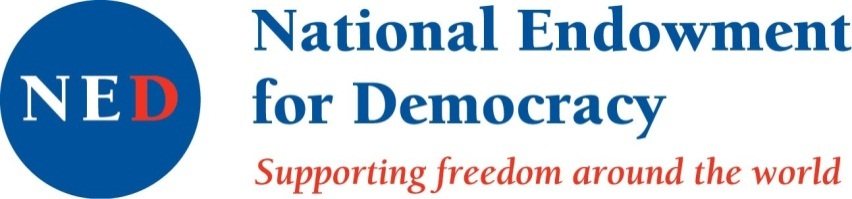 NED
National Endowment
for Democracy
Supporting freedom around the world